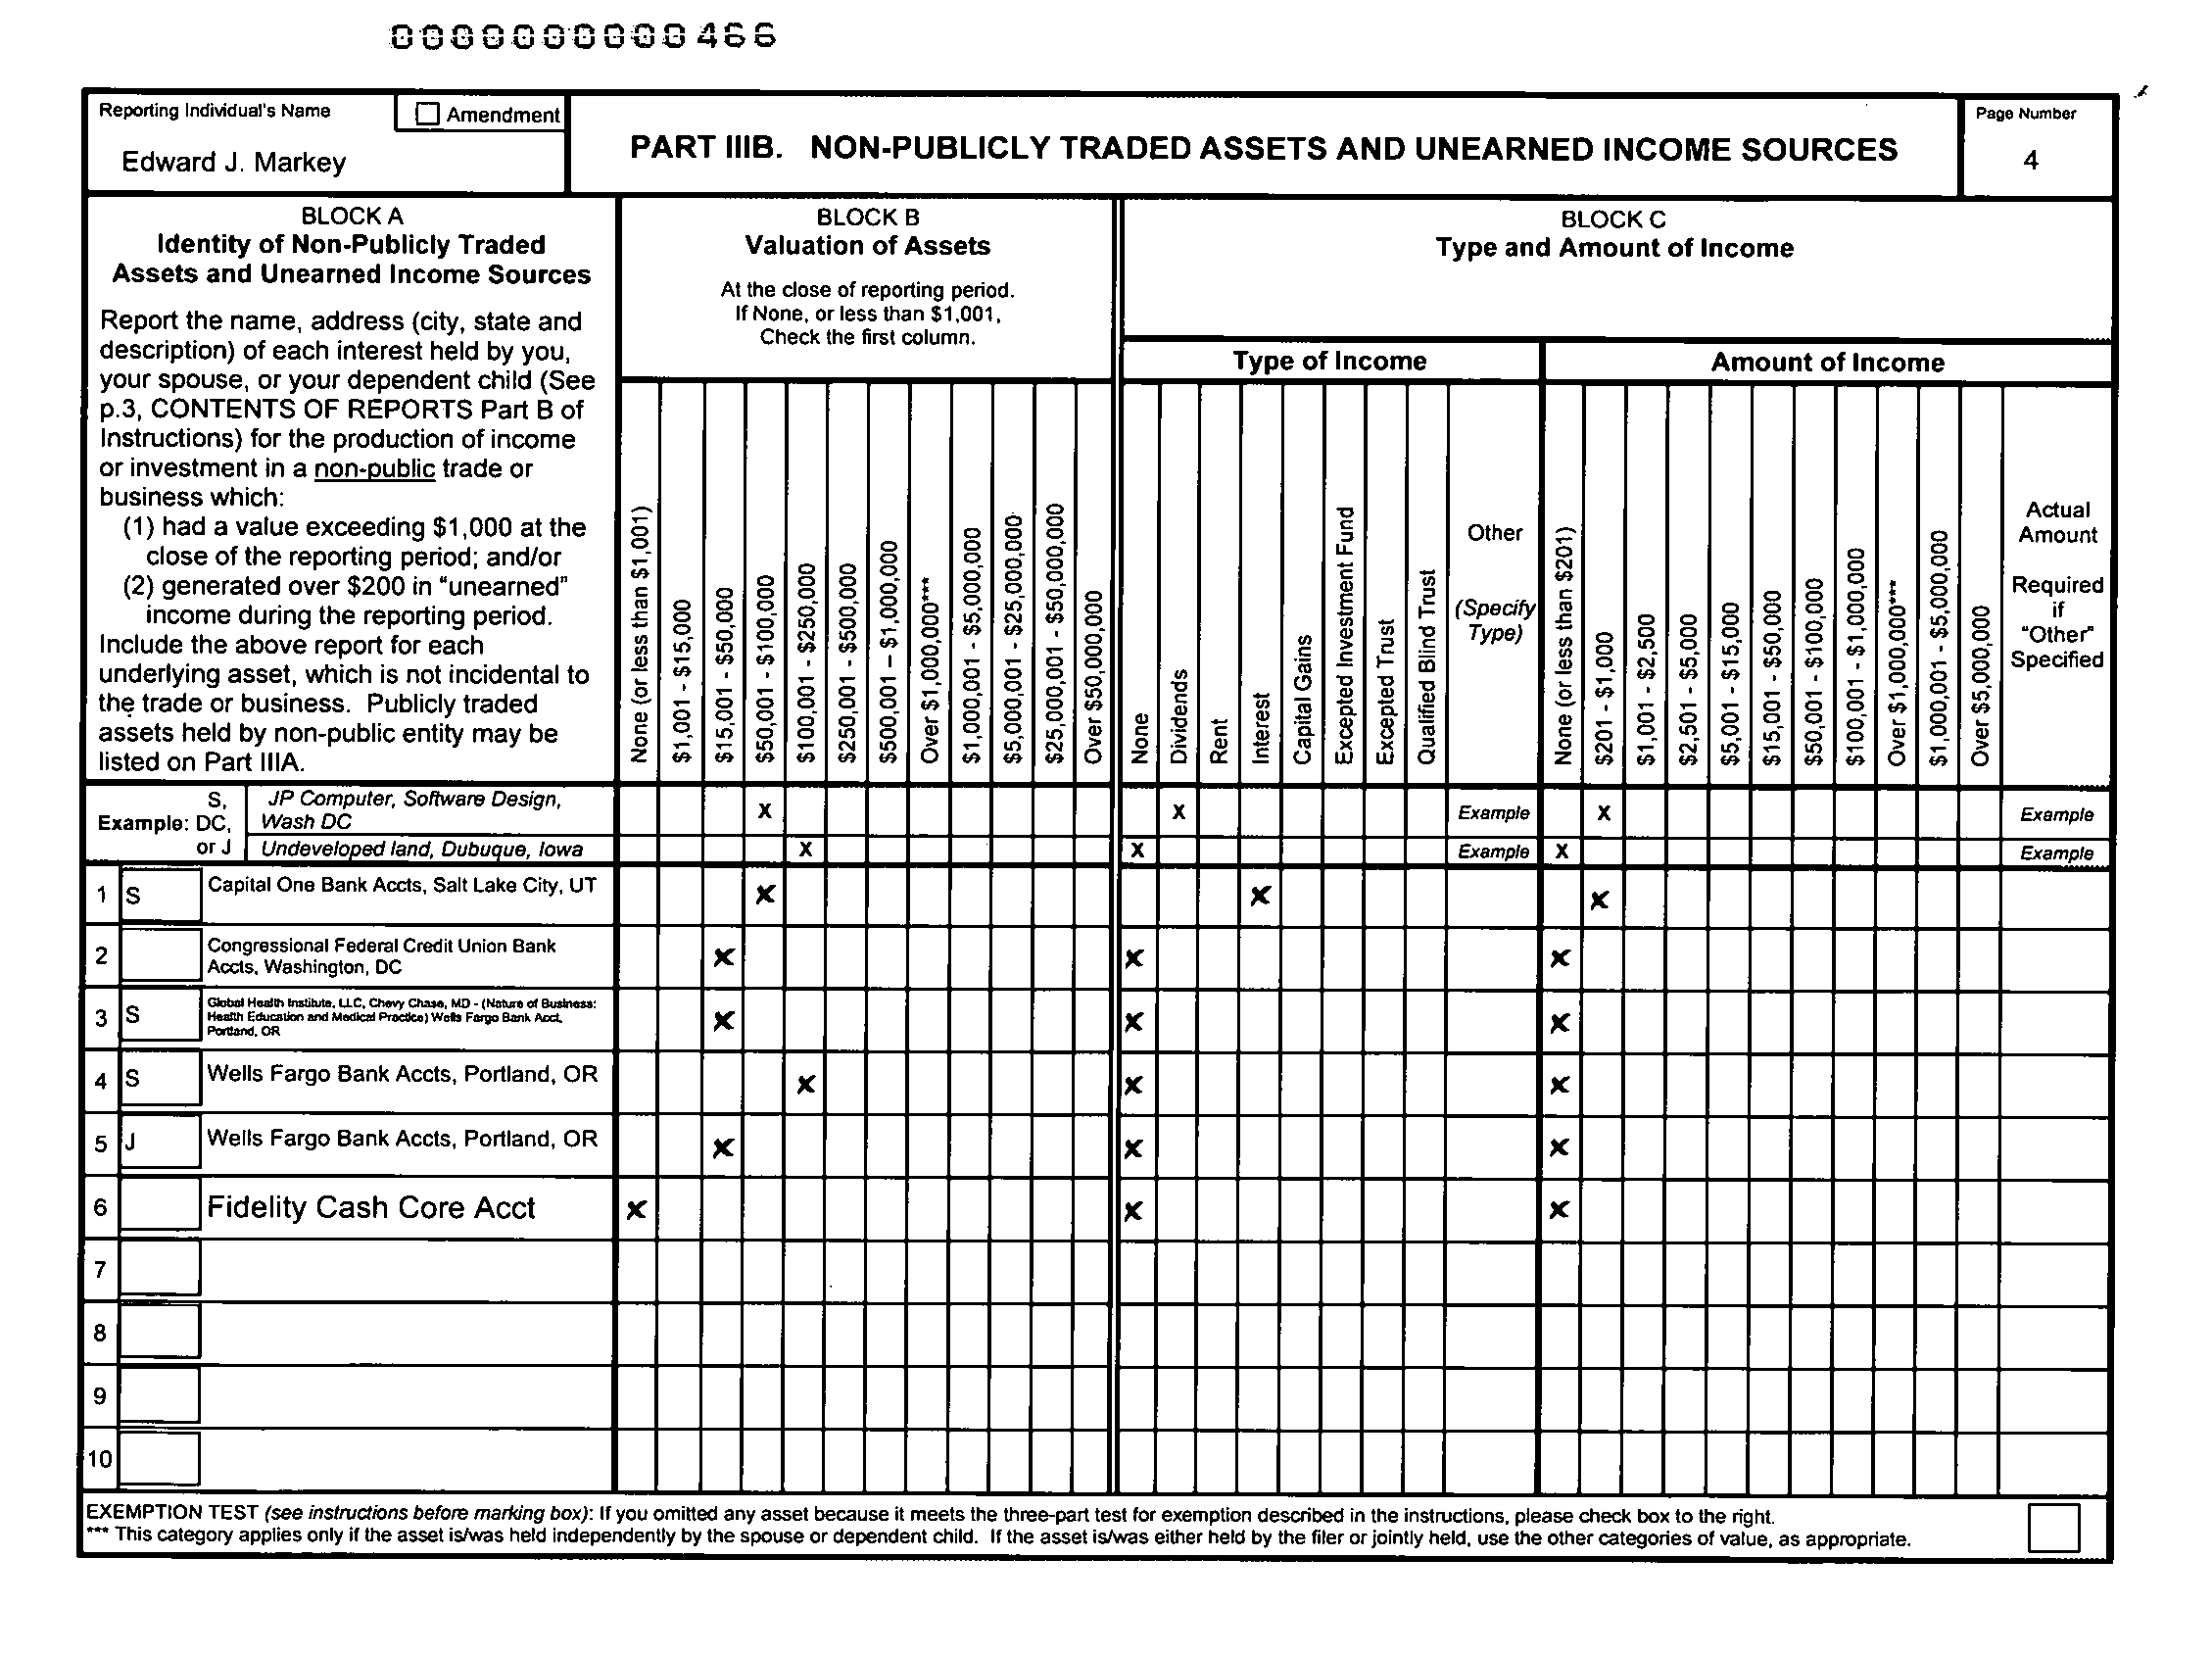 0000000000466
Reporting Individual's Name
Amendment
Edward J. Markey
PART IIIB. NON-PUBLICLY TRADED ASSETS AND UNEARNED INCOME SOURCES
Page Number
4
BLOCK A
Identity of Non-Publicly Traded
Assets and Unearned Income Sources
Report the name, address (city, state and
description) of each interest held by you,
your spouse, or your dependent child (See
p.3, CONTENTS OF REPORTS Part B of
Instructions) for the production of income
or investment in a non-public trade or
business which:
(1) had a value exceeding $1,000 at the
close of the reporting period; and/or
(2) generated over $200 in "unearned"
income during the reporting period.
Include the above report for each
underlying asset, which is not incidental to
the trade or business. Publicly traded
assets held by non-public entity may be
listed on Part IIIA.
BLOCK B
Valuation of Assets
At the close of reporting period.
If None, or less than $1,001,
Check the first column.
None (or less than $1,001)
$1,001 - $15,000
$15,001 - $50,000
$50,001 - $100,000
$100,001 - $250,000
$250,001 - $500,000
$500,001 – $1,000,000
Over $1,000,000***
$1,000,001 - $5,000,000
$5,000,001 - $25,000,000
$25,000,001 - $50,000,000
Over $50,000,000
BLOCK C
Type and Amount of Income
Type of Income
None
Dividends
Rent
Interest
Capital Gains
Excepted Investment Fund
Excepted Trust
Qualified Blind Trust
Other
(Specify
Type)
Amount of Income
None (or less than $201)
$201 - $1,000
$1,001 - $2,500
$2,501 - $5,000
$5,001 - $15,000
$15,001 - $50,000
$50,001 - $100,000
$100,001 - $1,000,000
Over $1,000,000***
$1,000,001 - $5,000,000
Over $5,000,000
Actual
Amount
Required
if
"Other"
Specified
Example: S,
DC,
or J
JP Computer, Software Design,
Wash DC
X X Example X Example
Undeveloped land, Dubuque, Iowa X X Example X Example
1 S Capital One Bank Accts, Salt Lake City, UT X X X
2 Congressional Federal Credit Union Bank
Accts, Washington, DC X X X
3 S Global Health Institute, LLC, Chevy Chase, MD - (Nature of Business:
Health Education and Medical Practice) Wells Fargo Bank Acct,
Portland, OR X X X
4 S Wells Fargo Bank Accts, Portland, OR X X X
5 J Wells Fargo Bank Accts, Portland, OR X X X
6 Fidelity Cash Core Acct X X X
7
8
9
10
EXEMPTION TEST (see instructions before marking box): If you omitted any asset because it meets the three-part test for exemption described in the instructions, please check box to the right.
*** This category applies only if the asset is/was held independently by the spouse or dependent child. If the asset is/was either held by the filer or jointly held, use the other categories of value, as appropriate.